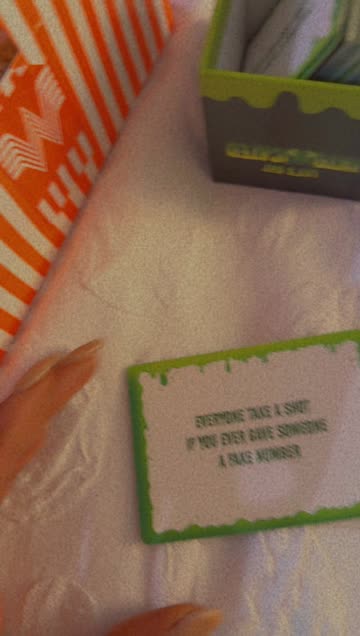 W
EVERYONE TAKE A SHOT
IF YOU EVER GAVE SOMEONE
A FAKE NUMBER